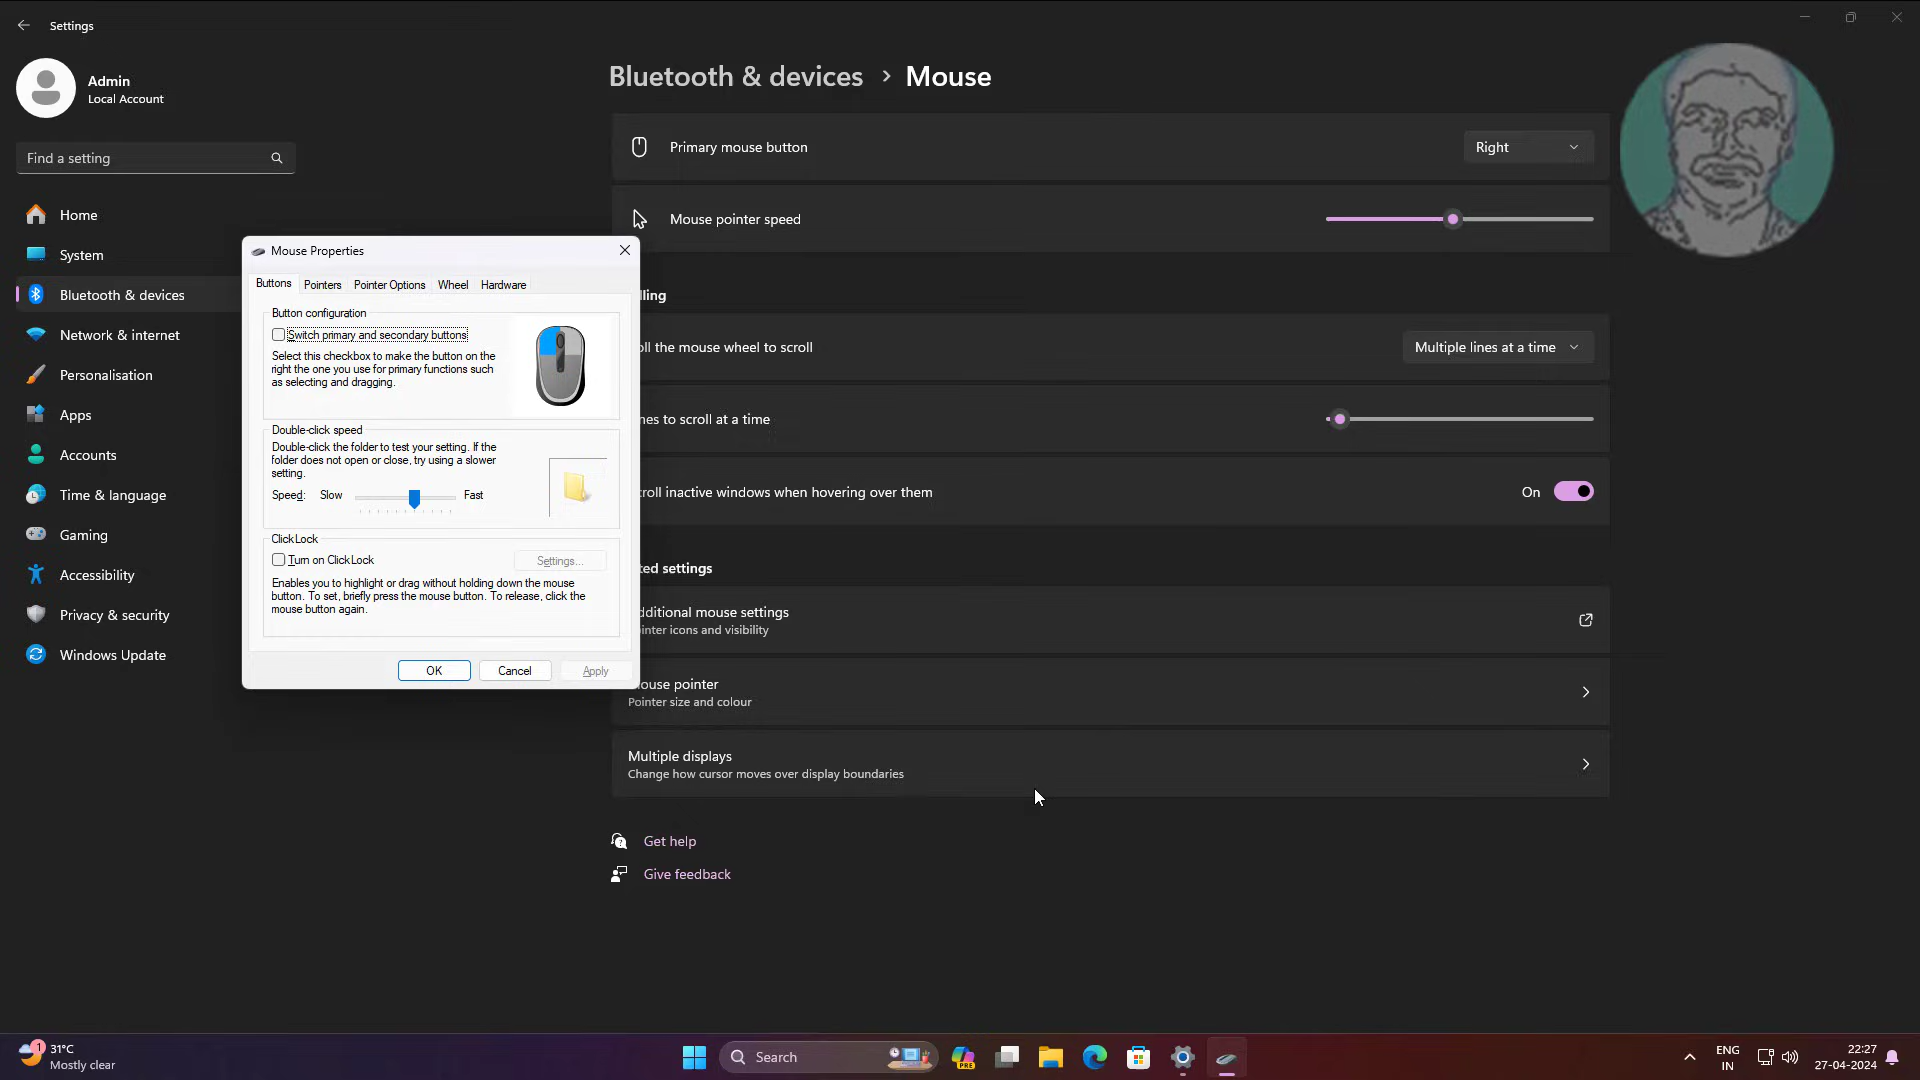 Settings
Admin
Local Account
Find a setting
Home
System
Bluetooth & devices
Network & internet
Personalisation
Apps
Accounts
Time & language
Gaming
Accessibility
Privacy & security
Windows Update
Bluetooth & devices > Mouse
Primary mouse button
Right
Mouse pointer speed
Mouse Properties
Buttons Pointers Pointer Options Wheel Hardware
Button configuration
Switch primary and secondary buttons
Select this checkbox to make the button on the
right the one you use for primary functions such
as selecting and dragging.
Double-click speed
Double-click the folder to test your setting. If the
folder does not open or close, try using a slower
setting.
Speed: Slow Fast
ClickLock
Turn on ClickLock
Settings...
Enables you to highlight or drag without holding down the mouse
button. To set, briefly press the mouse button. To release, click the
mouse button again.
OK Cancel Apply
lling
oll the mouse wheel to scroll
Multiple lines at a time
nes to scroll at a time
croll inactive windows when hovering over them
On
ted settings
dditional mouse settings
inter icons and visibility
ouse pointer
Pointer size and colour
Multiple displays
Change how cursor moves over display boundaries
Get help
Give feedback
1
31°C
Mostly clear
Search
PRE
ENG
IN
22:27
27-04-2024